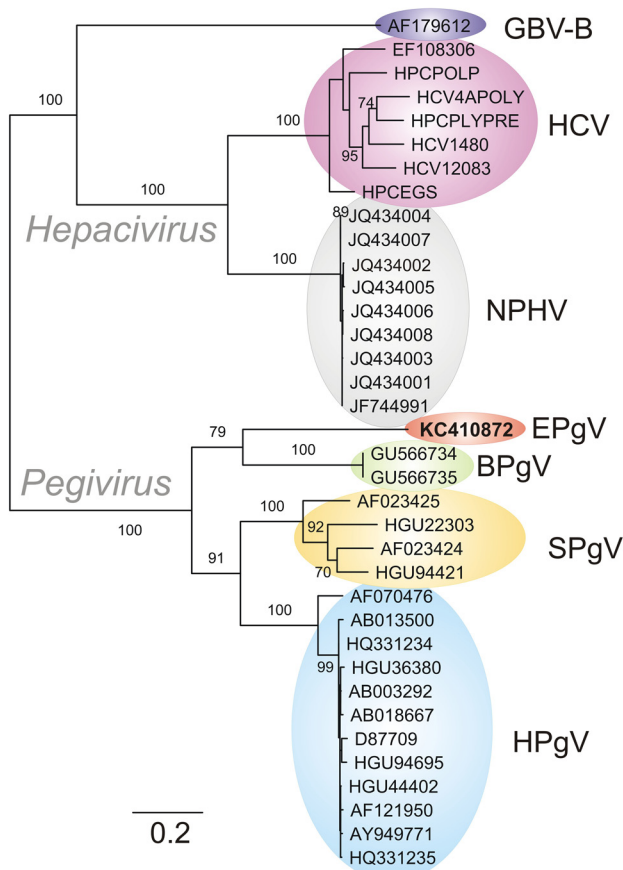 AF179612
GBV-B
EF108306
HPCPOLP
100
74
HCV4APOLY
100
HPCPLYPRE
HCV
HCV1480
95
HCV12083
100
HPCEGS
Hepacivirus
89
JQ434004
JQ434007
100
JQ434002
JQ434005
JQ434006
NPHV
JQ434008
JQ434003
JQ434001
JF744991
79
KC410872
EPgV
100
GU566734
BPgV
Pegivirus
GU566735
100
AF023425
100
92
HGU22303
91
AF023424
SPgV
70
HGU94421
100
AF070476
AB013500
HQ331234
99
HGU36380
AB003292
AB018667
D87709
HPgV
HGU94695
HGU44402
AF121950
0.2
AY949771
HQ331235